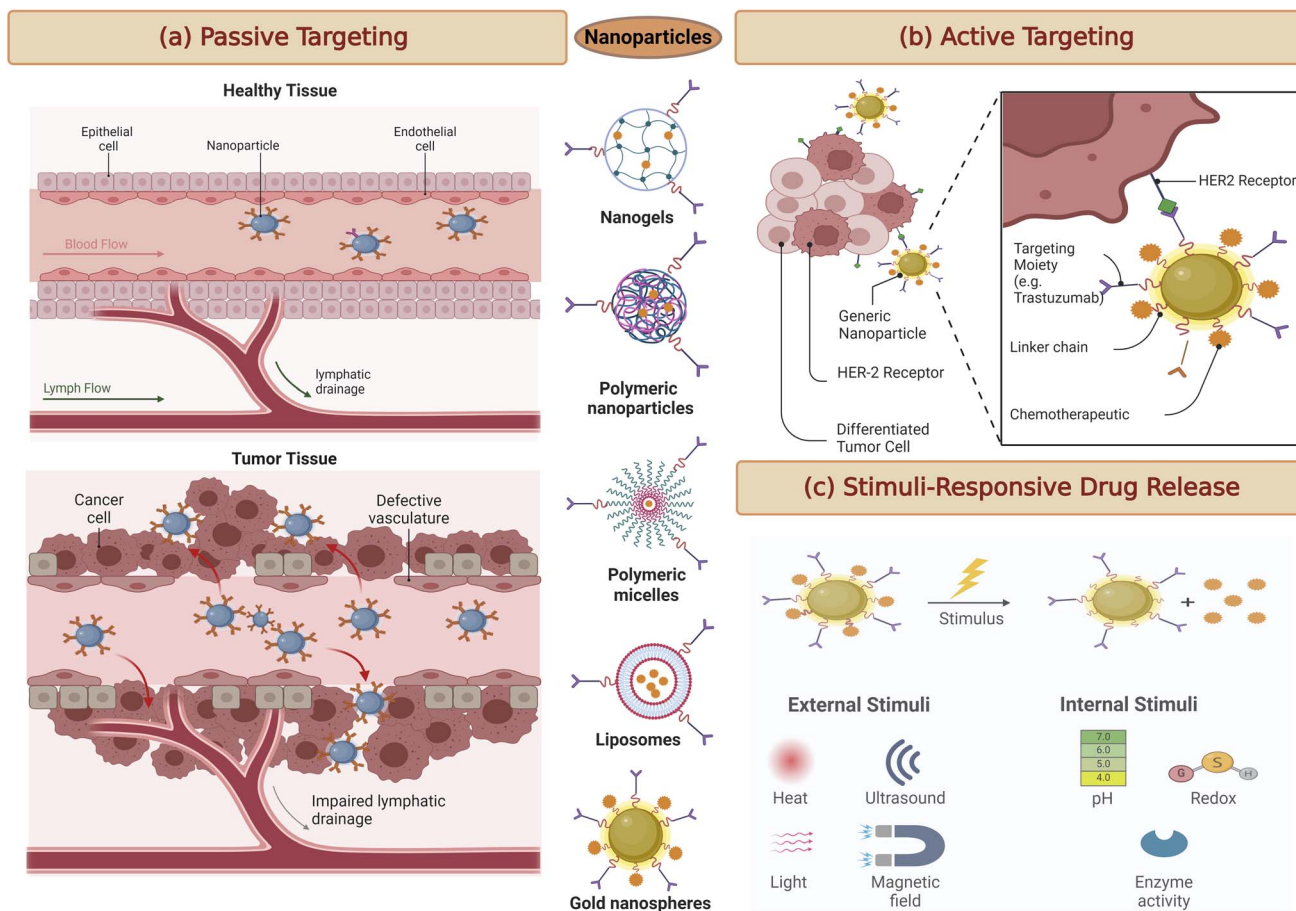 (a) Passive Targeting
Healthy Tissue
Epithelial
cell
Nanoparticle
Endothelial
cell
Blood Flow
Lymph Flow
lymphatic
drainage
Tumor Tissue
Cancer
cell
Defective
vasculature
Impaired lymphatic
drainage
Nanoparticles
Nanogels
Polymeric
nanoparticles
Polymeric
micelles
Liposomes
Gold nanospheres
(b) Active Targeting
Generic
Nanoparticle
HER-2 Receptor
Differentiated
Tumor Cell
HER2 Receptor
Targeting
Moiety
(e.g.
Trastuzumab)
Linker chain
Chemotherapeutic
(c) Stimuli-Responsive Drug Release
Stimulus
+
External Stimuli
Heat
Ultrasound
Light
Magnetic
field
Internal Stimuli
7.0
6.0
5.0
4.0
pH
G S H
Redox
Enzyme
activity